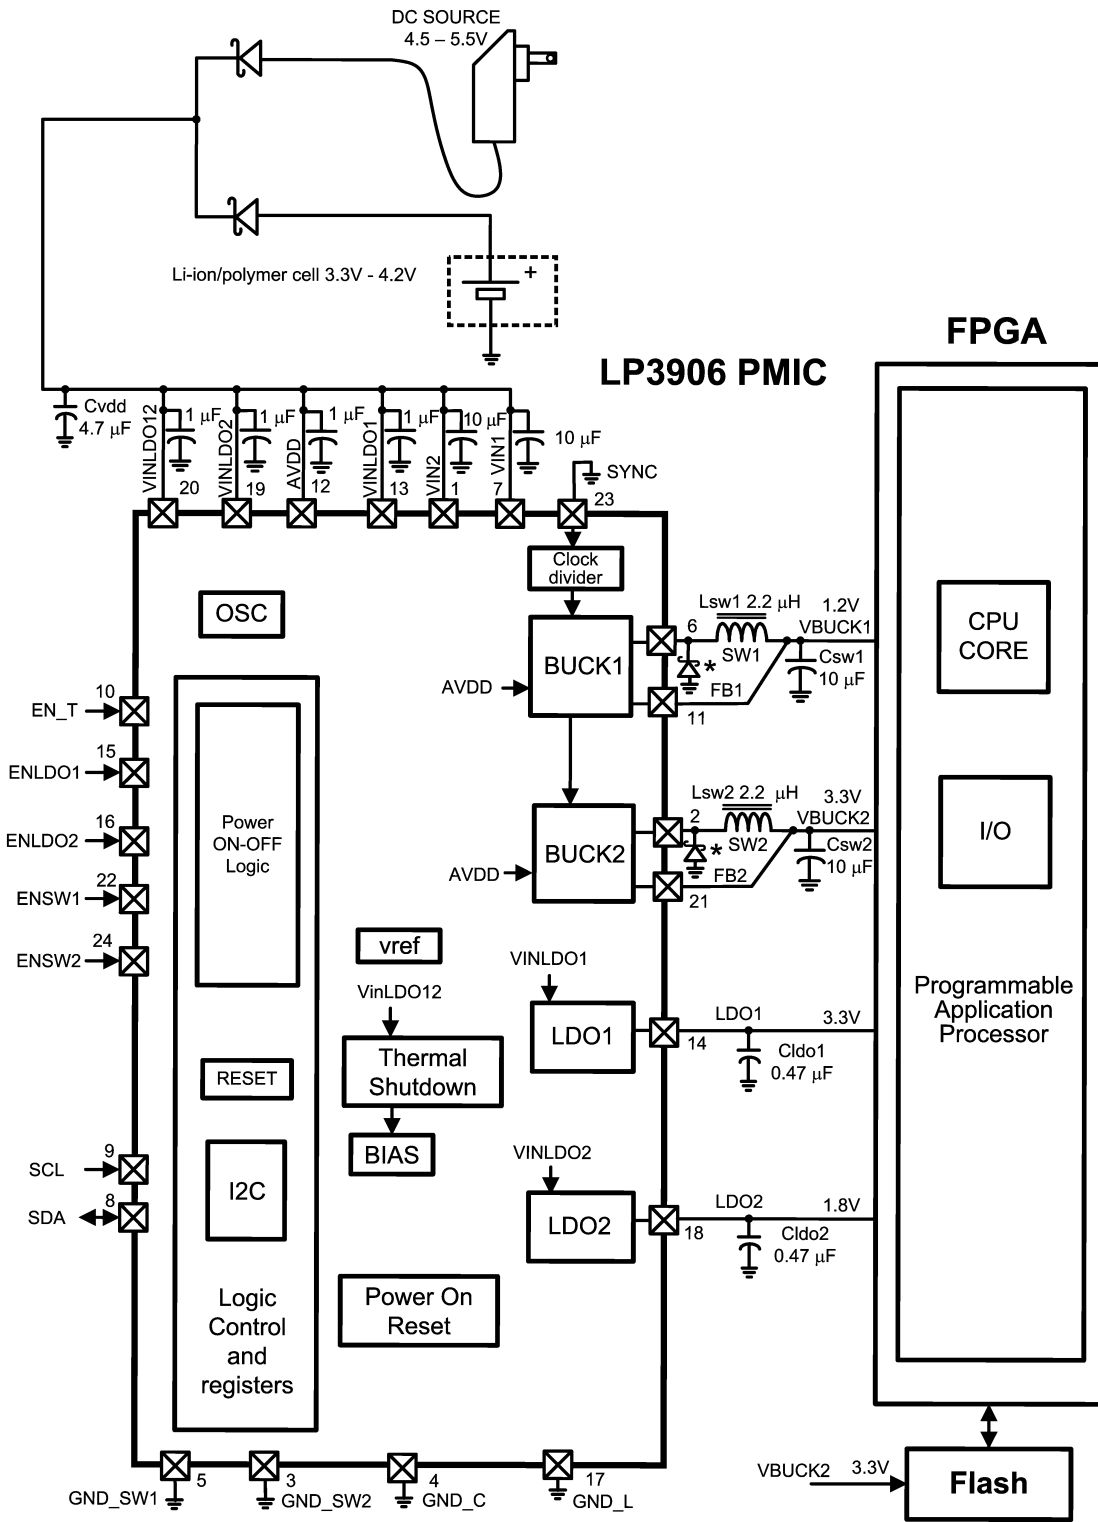 DC SOURCE
4.5 – 5.5V
Li-ion/polymer cell 3.3V - 4.2V
+
FPGA
LP3906 PMIC
Cvdd
4.7 µF
VINLDO12
1 µF
VINLDO2
1 µF
AVDD
1 µF
VINLDO1
1 µF
VIN2
10 µF
VIN1
10 µF
SYNC
20
19
12
13
1
7
23
Clock
divider
OSC
BUCK1
AVDD
6
Lsw1 2.2 µH
SW1
*
FB1
11
1.2V
VBUCK1
Csw1
10 µF
CPU
CORE
10
EN_T
15
ENLDO1
16
ENLDO2
22
ENSW1
24
ENSW2
Power
ON-OFF
Logic
BUCK2
AVDD
2
Lsw2 2.2 µH
SW2
*
FB2
21
3.3V
VBUCK2
Csw2
10 µF
I/O
vref
VinLDO12
Thermal
Shutdown
BIAS
VINLDO1
LDO1
14
LDO1
3.3V
Cldo1
0.47 µF
Programmable
Application
Processor
RESET
9
SCL
8
SDA
I2C
VINLDO2
LDO2
18
LDO2
1.8V
Cldo2
0.47 µF
Power On
Reset
Logic
Control
and
registers
5
GND_SW1
3
GND_SW2
4
GND_C
17
GND_L
VBUCK2
3.3V
Flash